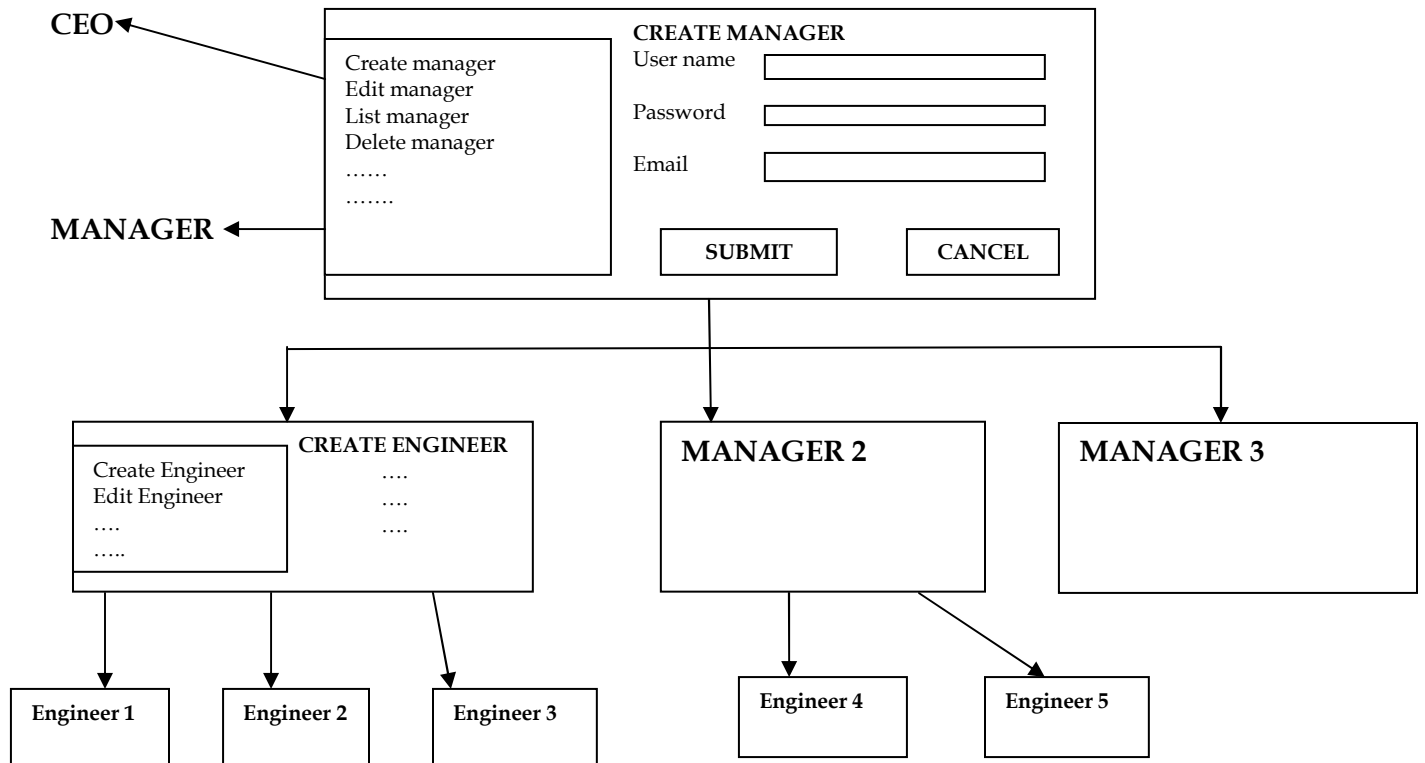 CEO
CREATE MANAGER
Create manager
Edit manager
List manager
Delete manager
……
…….
User name
Password
Email
MANAGER
SUBMIT
CANCEL
CREATE ENGINEER
Create Engineer
Edit Engineer
….
…..
….
….
….
MANAGER 2
MANAGER 3
Engineer 1
Engineer 2
Engineer 3
Engineer 4
Engineer 5